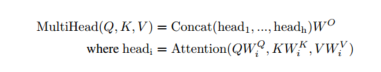 MultiHead(Q, K, V) = Concat(head₁, ..., headₕ)W^O
where headᵢ = Attention(QWᵢ^Q, KWᵢ^K, VWᵢ^V)